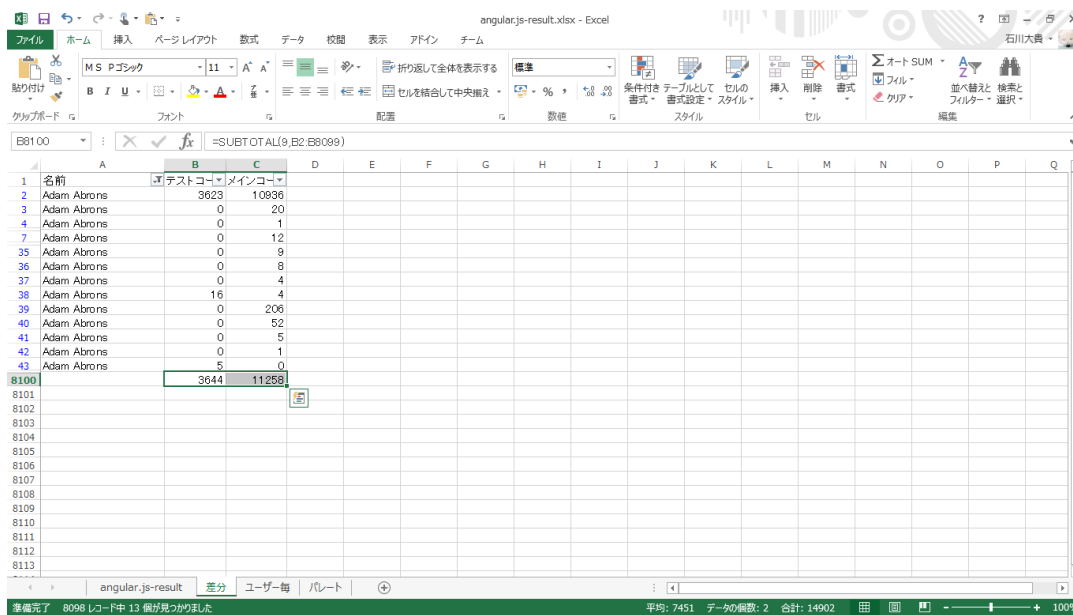 angular.js-result.xlsx - Excel
?
ファイル ホーム 挿入 ページ レイアウト 数式 データ 校閲 表示 アドイン チーム 石川大貴
貼り付け
MS Pゴシック 11 A A
B I U A
折り返して全体を表示する
セルを結合して中央揃え
標準
% ,
条件付き書式
テーブルとして書式設定
セルのスタイル
挿入 削除 書式
Σ オート SUM
フィル
クリア
並べ替えと フィルター
検索と 選択
クリップボード フォント 配置 数値 スタイル セル 編集
B8100 fx =SUBTOTAL(9,B2:B8099)
A B C D E F G H I J K L M N O P Q
1 名前 テストコー メインコー
2 Adam Abrons 3623 10936
3 Adam Abrons 0 20
4 Adam Abrons 0 1
7 Adam Abrons 0 12
35 Adam Abrons 0 9
36 Adam Abrons 0 8
37 Adam Abrons 0 4
38 Adam Abrons 16 4
39 Adam Abrons 0 206
40 Adam Abrons 0 52
41 Adam Abrons 0 5
42 Adam Abrons 0 1
43 Adam Abrons 5 0
8100 3644 11258
8101
8102
8103
8104
8105
8106
8107
8108
8109
8110
8111
8112
8113
angular.js-result 差分 ユーザー毎 パレート
準備完了 8098 レコード中 13 個が見つかりました 平均: 7451 データの個数: 2 合計: 14902 - + 100%